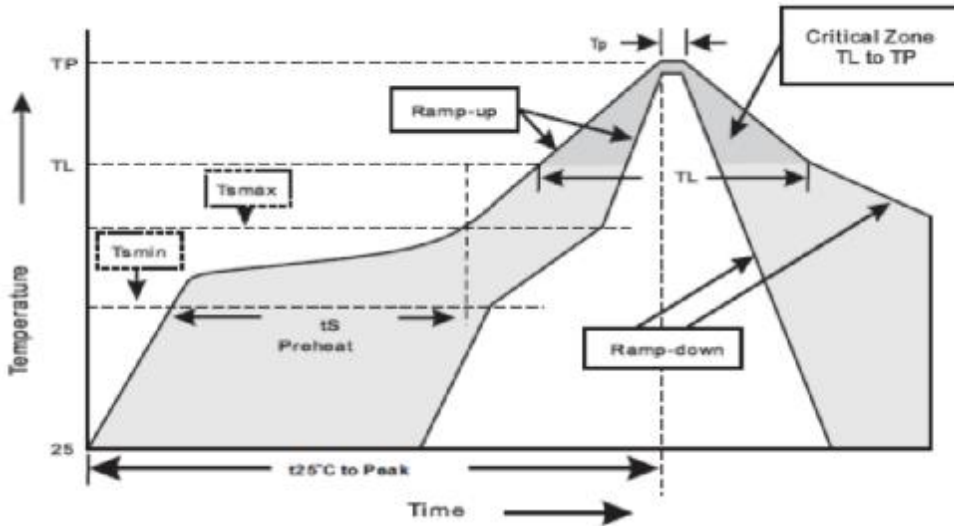 Tp
Critical Zone
TL to TP
TP
Ramp-up
TL
Tsmax
TL
Tsmin
Temperature
tS
Preheat
Ramp-down
25
t25°C to Peak
Time